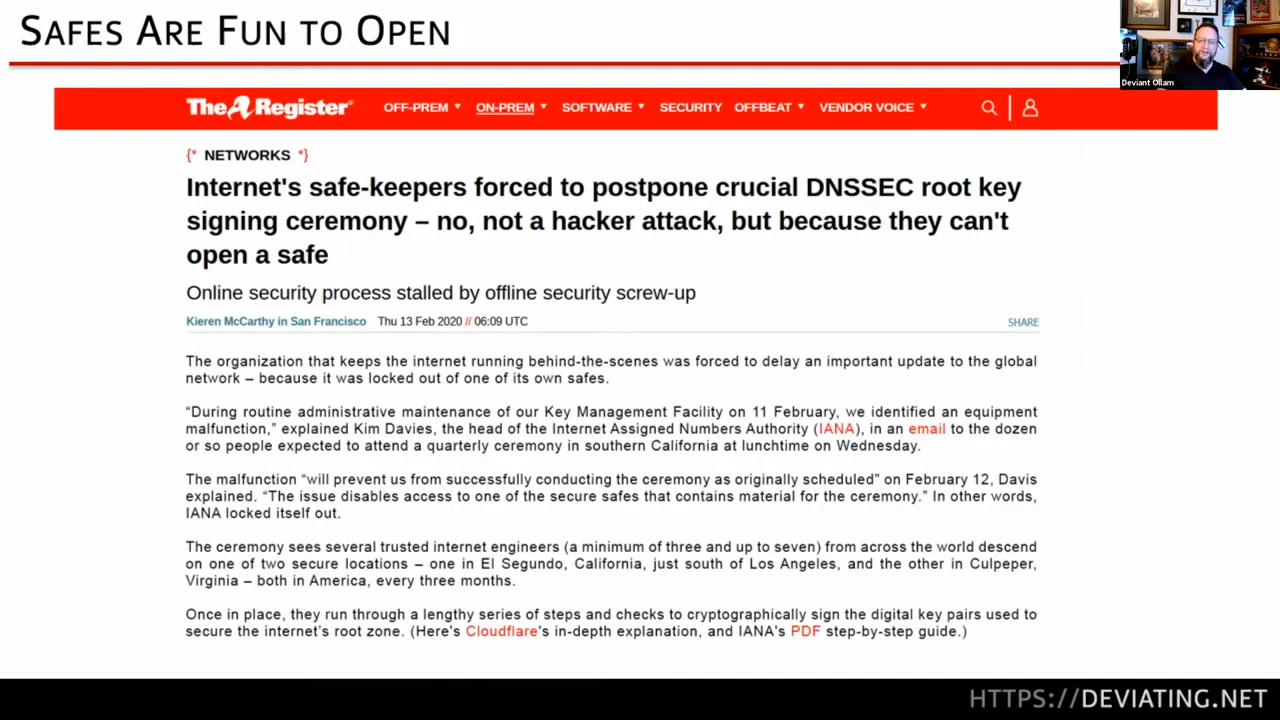 SAFES ARE FUN TO OPEN
Deviant Ollam
The Register®
OFF-PREM ON-PREM SOFTWARE SECURITY OFFBEAT VENDOR VOICE
{* NETWORKS *}
Internet's safe-keepers forced to postpone crucial DNSSEC root key
signing ceremony – no, not a hacker attack, but because they can't
open a safe
Online security process stalled by offline security screw-up
Kieren McCarthy in San Francisco Thu 13 Feb 2020 // 06:09 UTC
SHARE
The organization that keeps the internet running behind-the-scenes was forced to delay an important update to the global
network – because it was locked out of one of its own safes.
“During routine administrative maintenance of our Key Management Facility on 11 February, we identified an equipment
malfunction,” explained Kim Davies, the head of the Internet Assigned Numbers Authority (IANA), in an email to the dozen
or so people expected to attend a quarterly ceremony in southern California at lunchtime on Wednesday.
The malfunction “will prevent us from successfully conducting the ceremony as originally scheduled” on February 12, Davis
explained. “The issue disables access to one of the secure safes that contains material for the ceremony.” In other words,
IANA locked itself out.
The ceremony sees several trusted internet engineers (a minimum of three and up to seven) from across the world descend
on one of two secure locations – one in El Segundo, California, just south of Los Angeles, and the other in Culpeper,
Virginia – both in America, every three months.
Once in place, they run through a lengthy series of steps and checks to cryptographically sign the digital key pairs used to
secure the internet’s root zone. (Here's Cloudflare's in-depth explanation, and IANA's PDF step-by-step guide.)
HTTPS://DEVIATING.NET